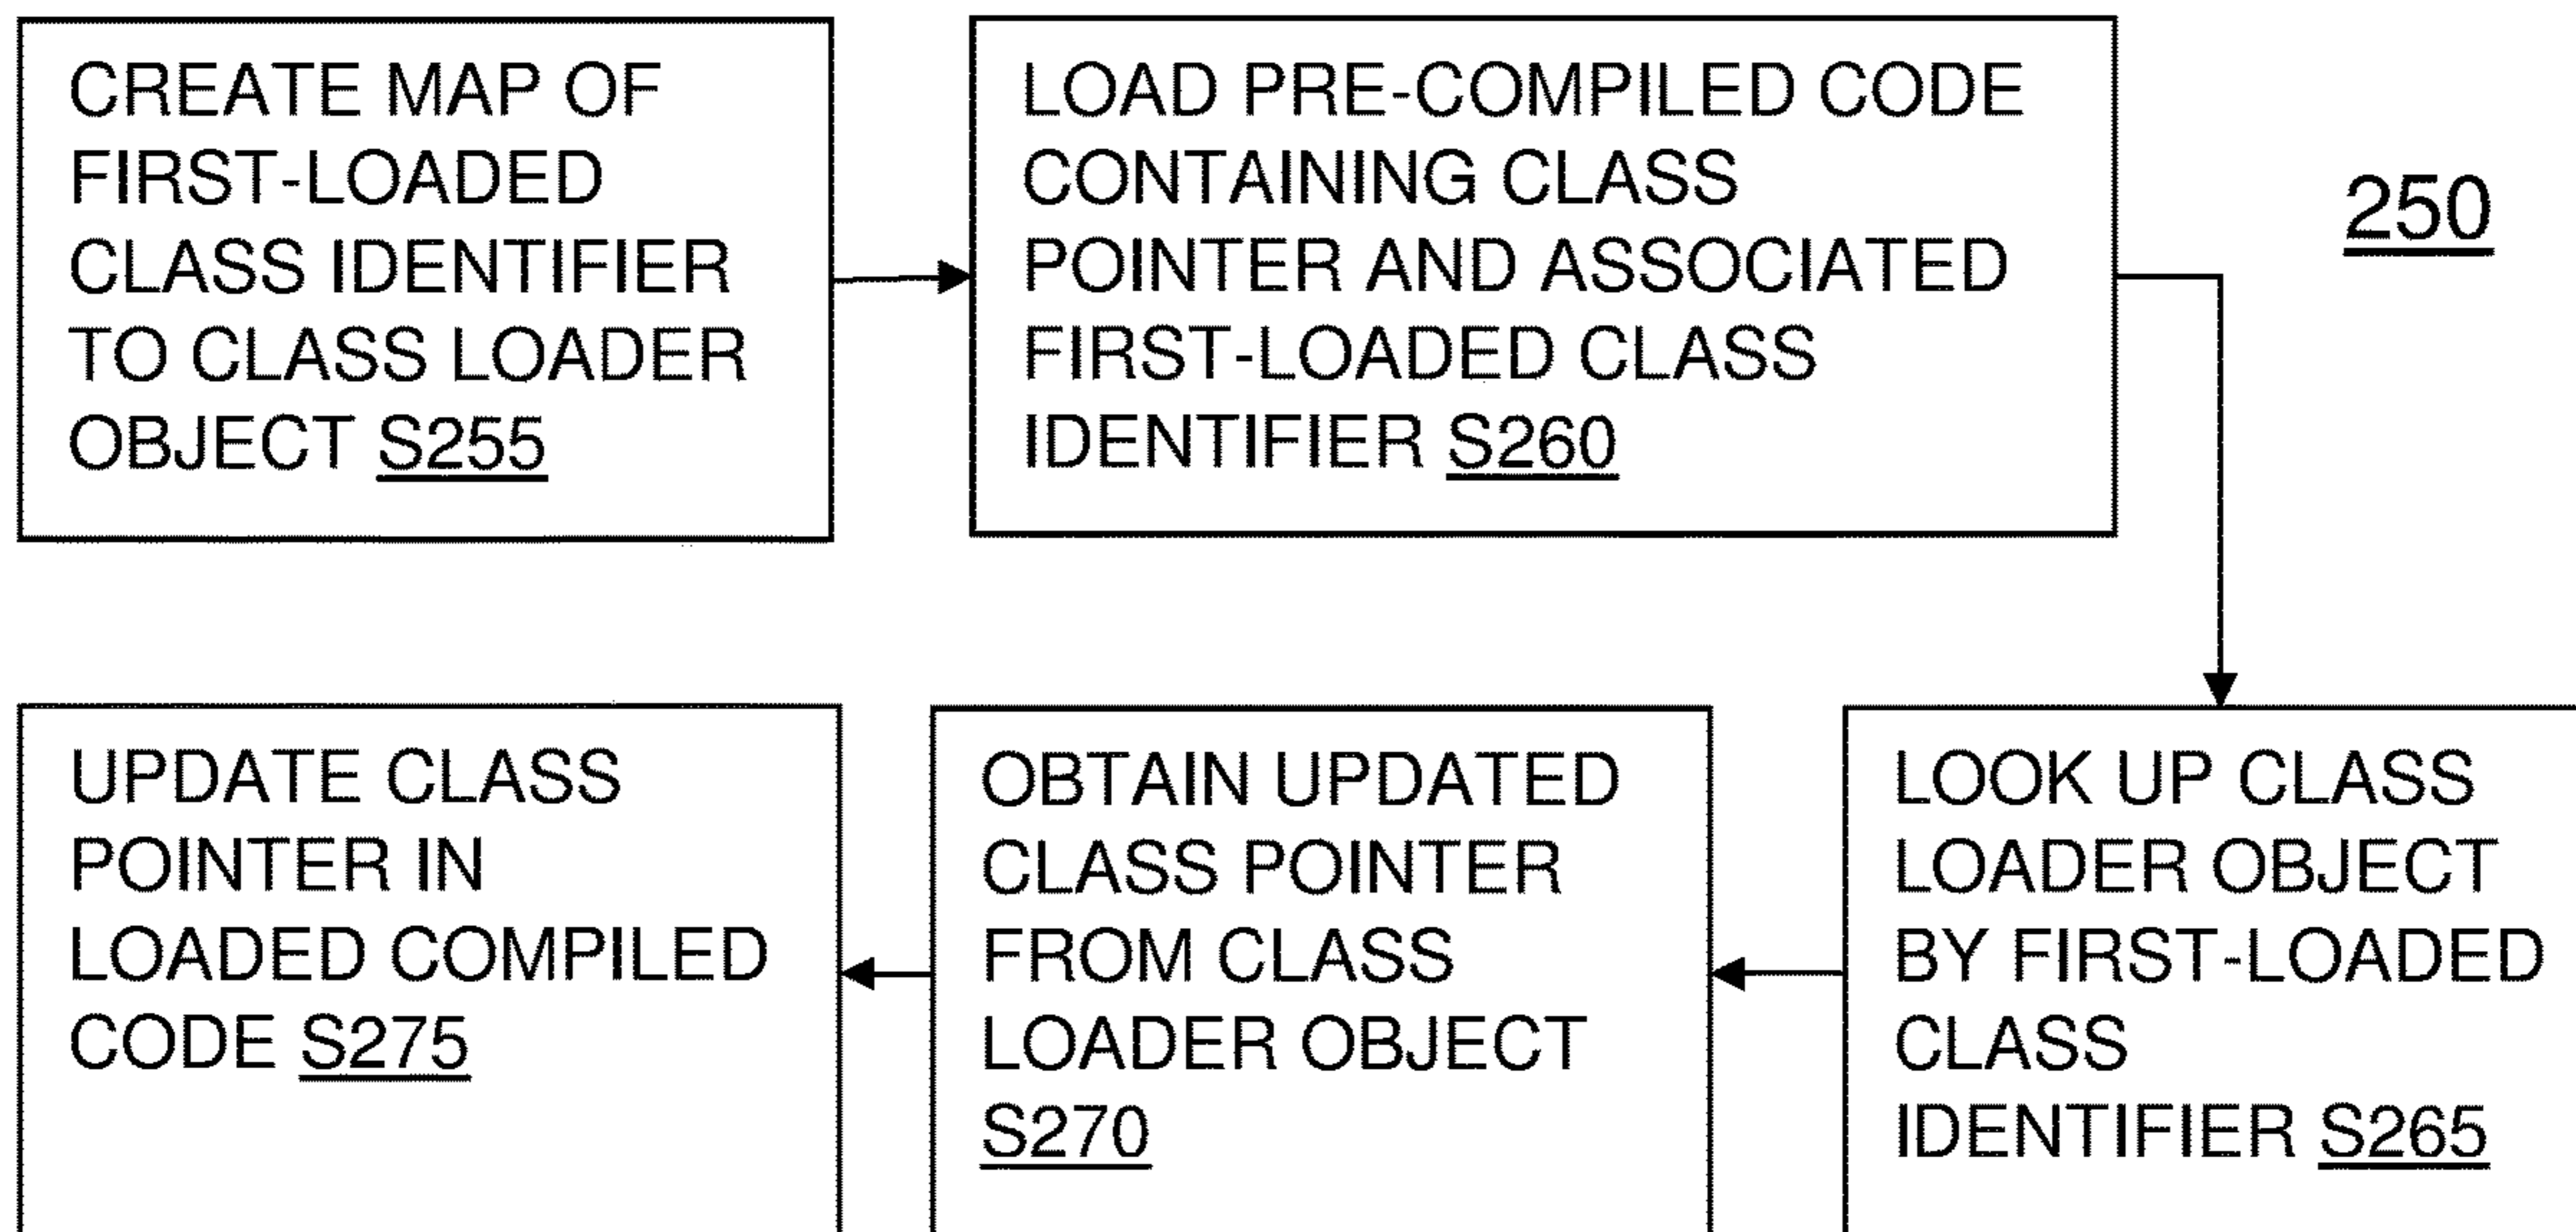 CREATE MAP OF
FIRST-LOADED
CLASS IDENTIFIER
TO CLASS LOADER
OBJECT S255
LOAD PRE-COMPILED CODE
CONTAINING CLASS
POINTER AND ASSOCIATED
FIRST-LOADED CLASS
IDENTIFIER S260
250
LOOK UP CLASS
LOADER OBJECT
BY FIRST-LOADED
CLASS
IDENTIFIER S265
OBTAIN UPDATED
CLASS POINTER
FROM CLASS
LOADER OBJECT
S270
UPDATE CLASS
POINTER IN
LOADED COMPILED
CODE S275